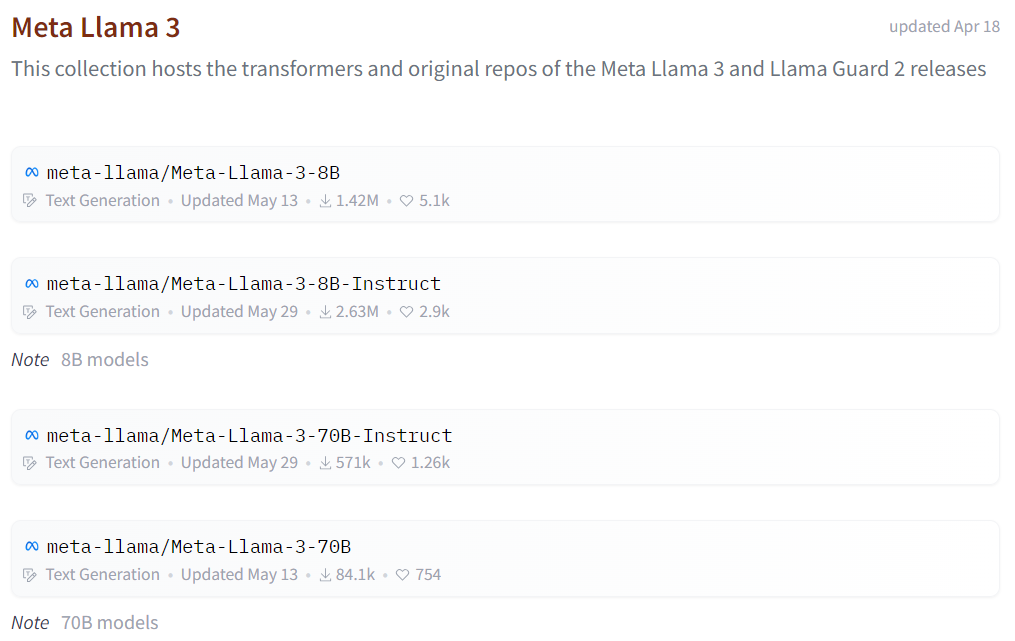 Meta Llama 3
updated Apr 18
This collection hosts the transformers and original repos of the Meta Llama 3 and Llama Guard 2 releases
meta-llama/Meta-Llama-3-8B
Text Generation • Updated May 13 • 1.42M • 5.1k
meta-llama/Meta-Llama-3-8B-Instruct
Text Generation • Updated May 29 • 2.63M • 2.9k
Note 8B models
meta-llama/Meta-Llama-3-70B-Instruct
Text Generation • Updated May 29 • 571k • 1.26k
meta-llama/Meta-Llama-3-70B
Text Generation • Updated May 13 • 84.1k • 754
Note 70B models